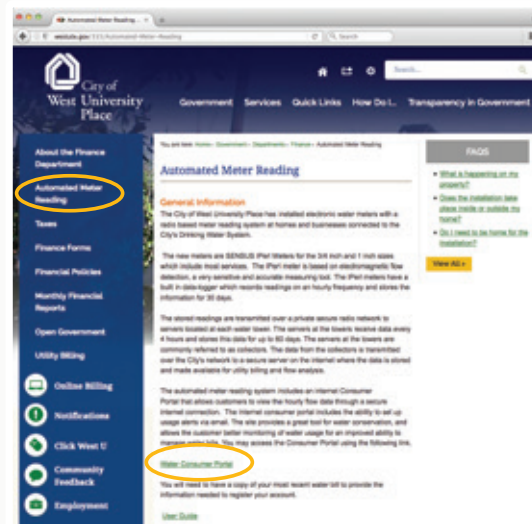 Automated Meter Reading...
westutx.gov/
Search
City of
West University
Place
Search...
Government Services Quick Links How Do I... Transparency in Government
About the Finance
Department
Automated Meter
Reading
Taxes
Finance Forms
Financial Policies
Monthly Financial
Reports
Open Government
Utility Billing
Online Billing
Notifications
Click West U
Community
Feedback
Employment
You are here: Home › Government › Departments › Finance › Automated Meter Reading
Automated Meter Reading
General Information
The City of West University Place has installed electronic water meters with a
radio based meter reading system at homes and businesses connected to the
City's Drinking Water System.
The new meters are SENSUS iPerl Meters for the 3/4 inch and 1 inch sizes
which include most services. The iPerl meter is based on electromagnetic flow
detection, a very sensitive and accurate measuring tool. The iPerl meters have a
built in data-logger which records readings on an hourly frequency and stores the
information for 35 days.
The stored readings are transmitted over a private secure radio network to
servers located at each water tower. The servers at the towers receive data every
4 hours and stores this data for up to 60 days. The servers at the towers are
commonly referred to as collectors. The data from the collectors is transmitted
over the City's network to a secure server on the internet where the data is stored
and made available for utility billing and flow analysis.
The automated meter reading system includes an internet Consumer
Portal that allows customers to view the hourly flow data through a secure
internet connection. The internet consumer portal includes the ability to set up
usage alerts via email. The site provides a great tool for water conservation, and
allows the customer better monitoring of water usage for an improved ability to
manage water bills. You may access the Consumer Portal using the following link.
Water Consumer Portal
You will need to have a copy of your most recent water bill to provide the
information needed to register your account.
User Guide
FAQS
What is happening on my
property?
Does the installation take
place inside or outside my
home?
Do I need to be home for the
installation?
View All »